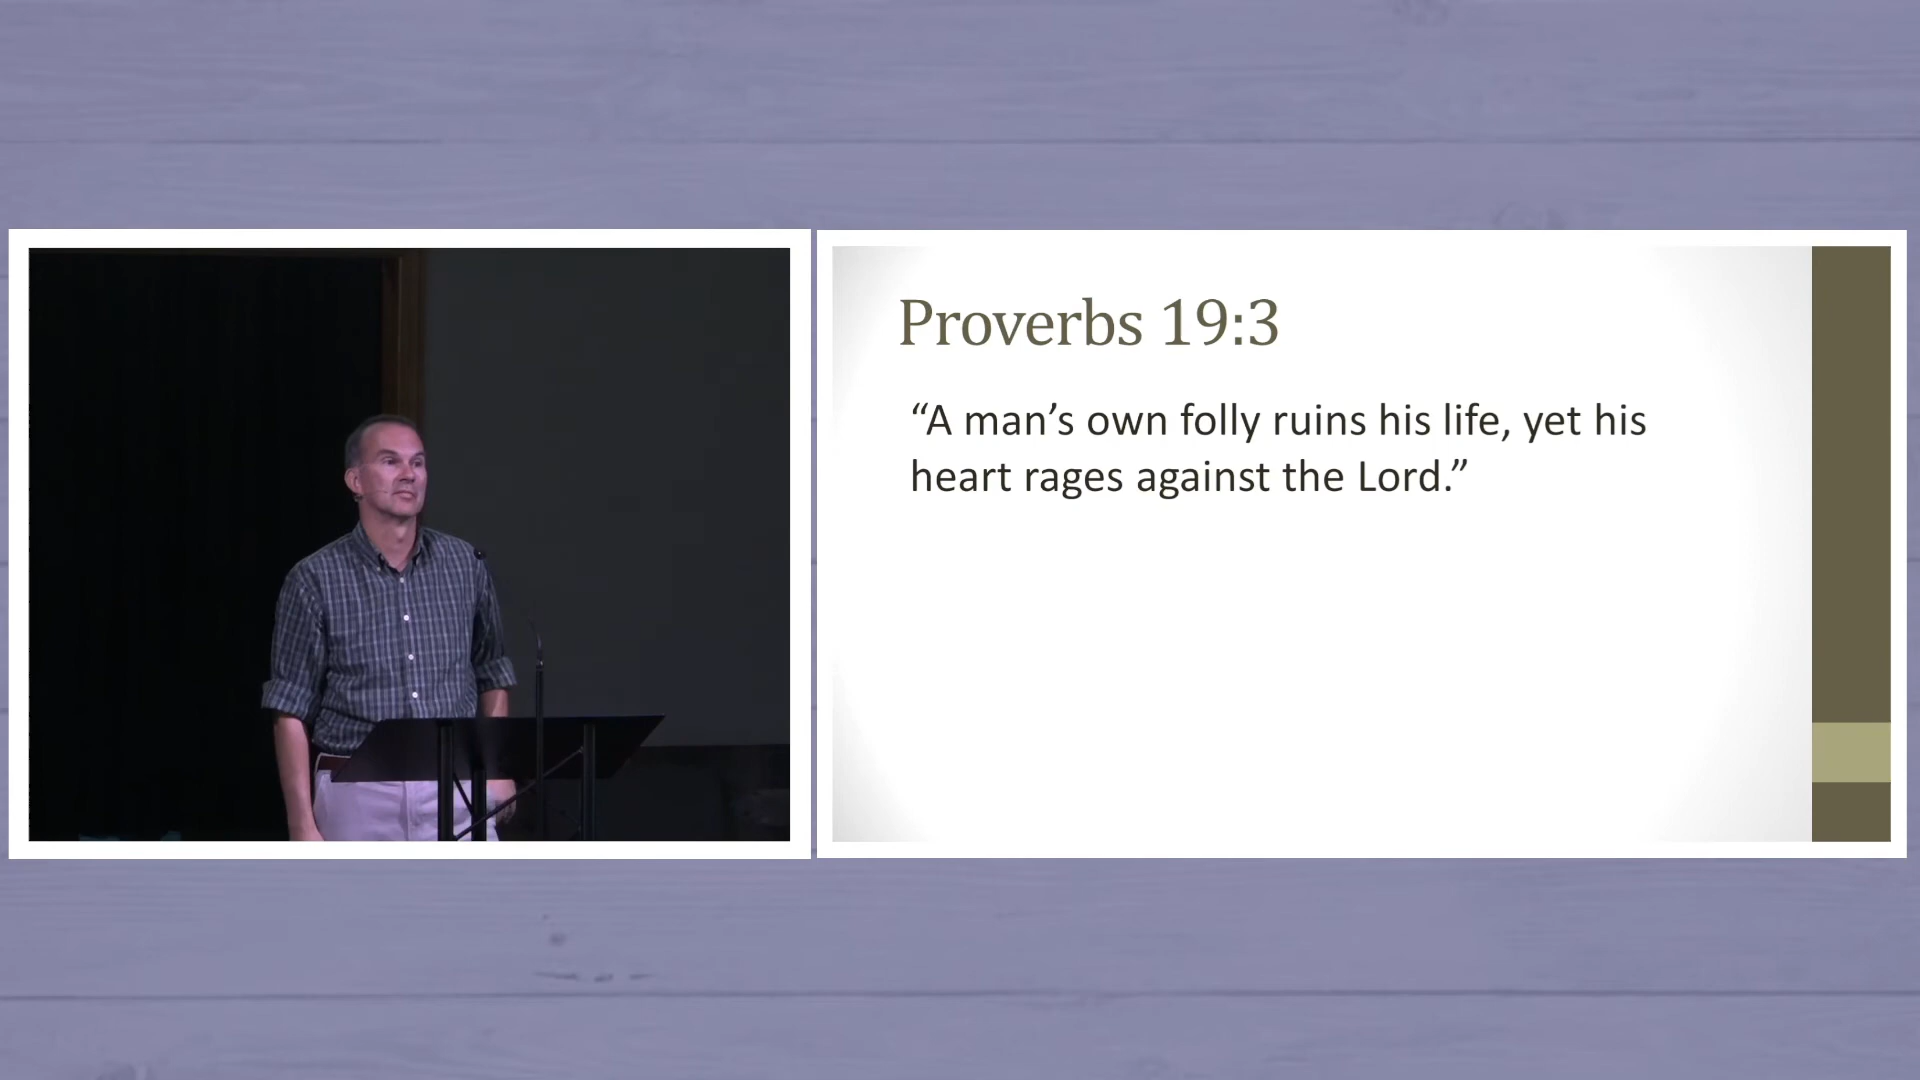 Proverbs 19:3
“A man’s own folly ruins his life, yet his
heart rages against the Lord.”